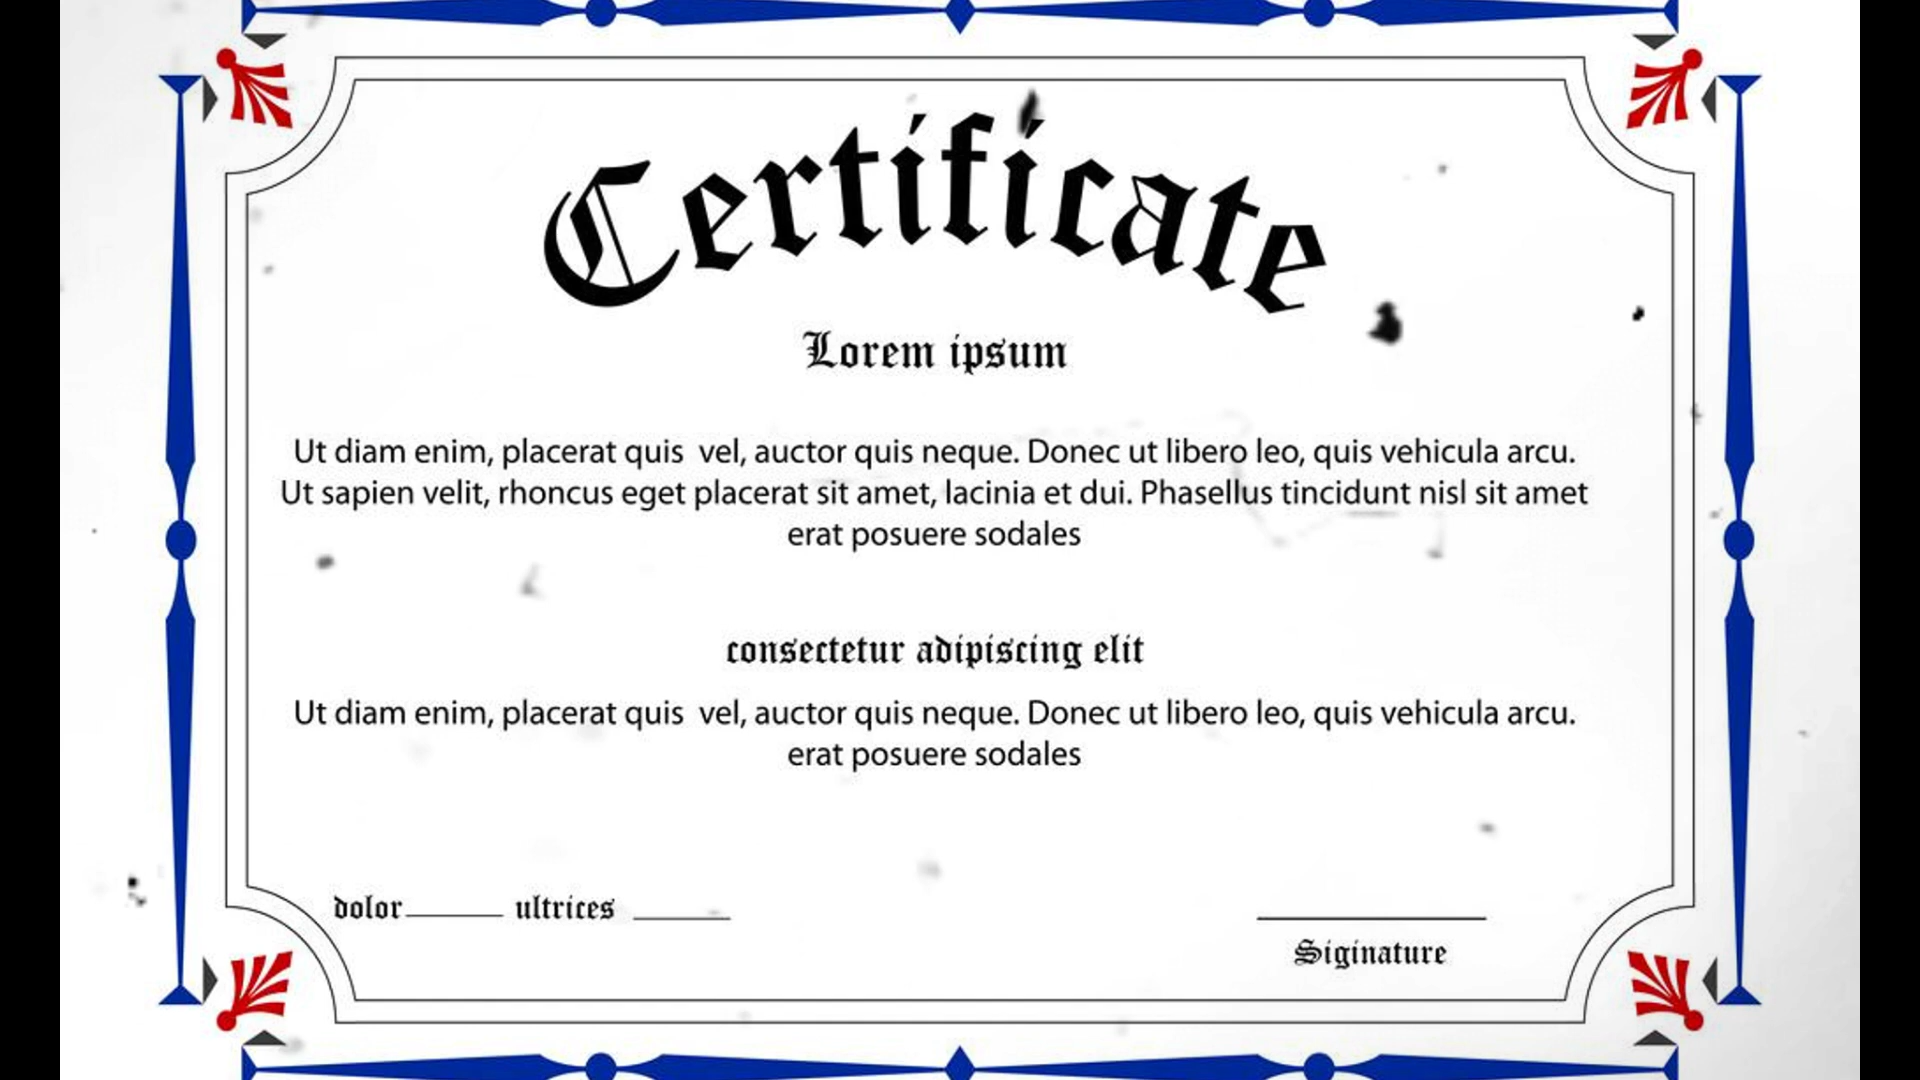 Certificate
Lorem ipsum
Ut diam enim, placerat quis  vel, auctor quis neque. Donec ut libero leo, quis vehicula arcu.
Ut sapien velit, rhoncus eget placerat sit amet, lacinia et dui. Phasellus tincidunt nisl sit amet
erat posuere sodales
consectetur adipiscing elit
Ut diam enim, placerat quis  vel, auctor quis neque. Donec ut libero leo, quis vehicula arcu.
erat posuere sodales
dolor______ ultrices ______
Siginature